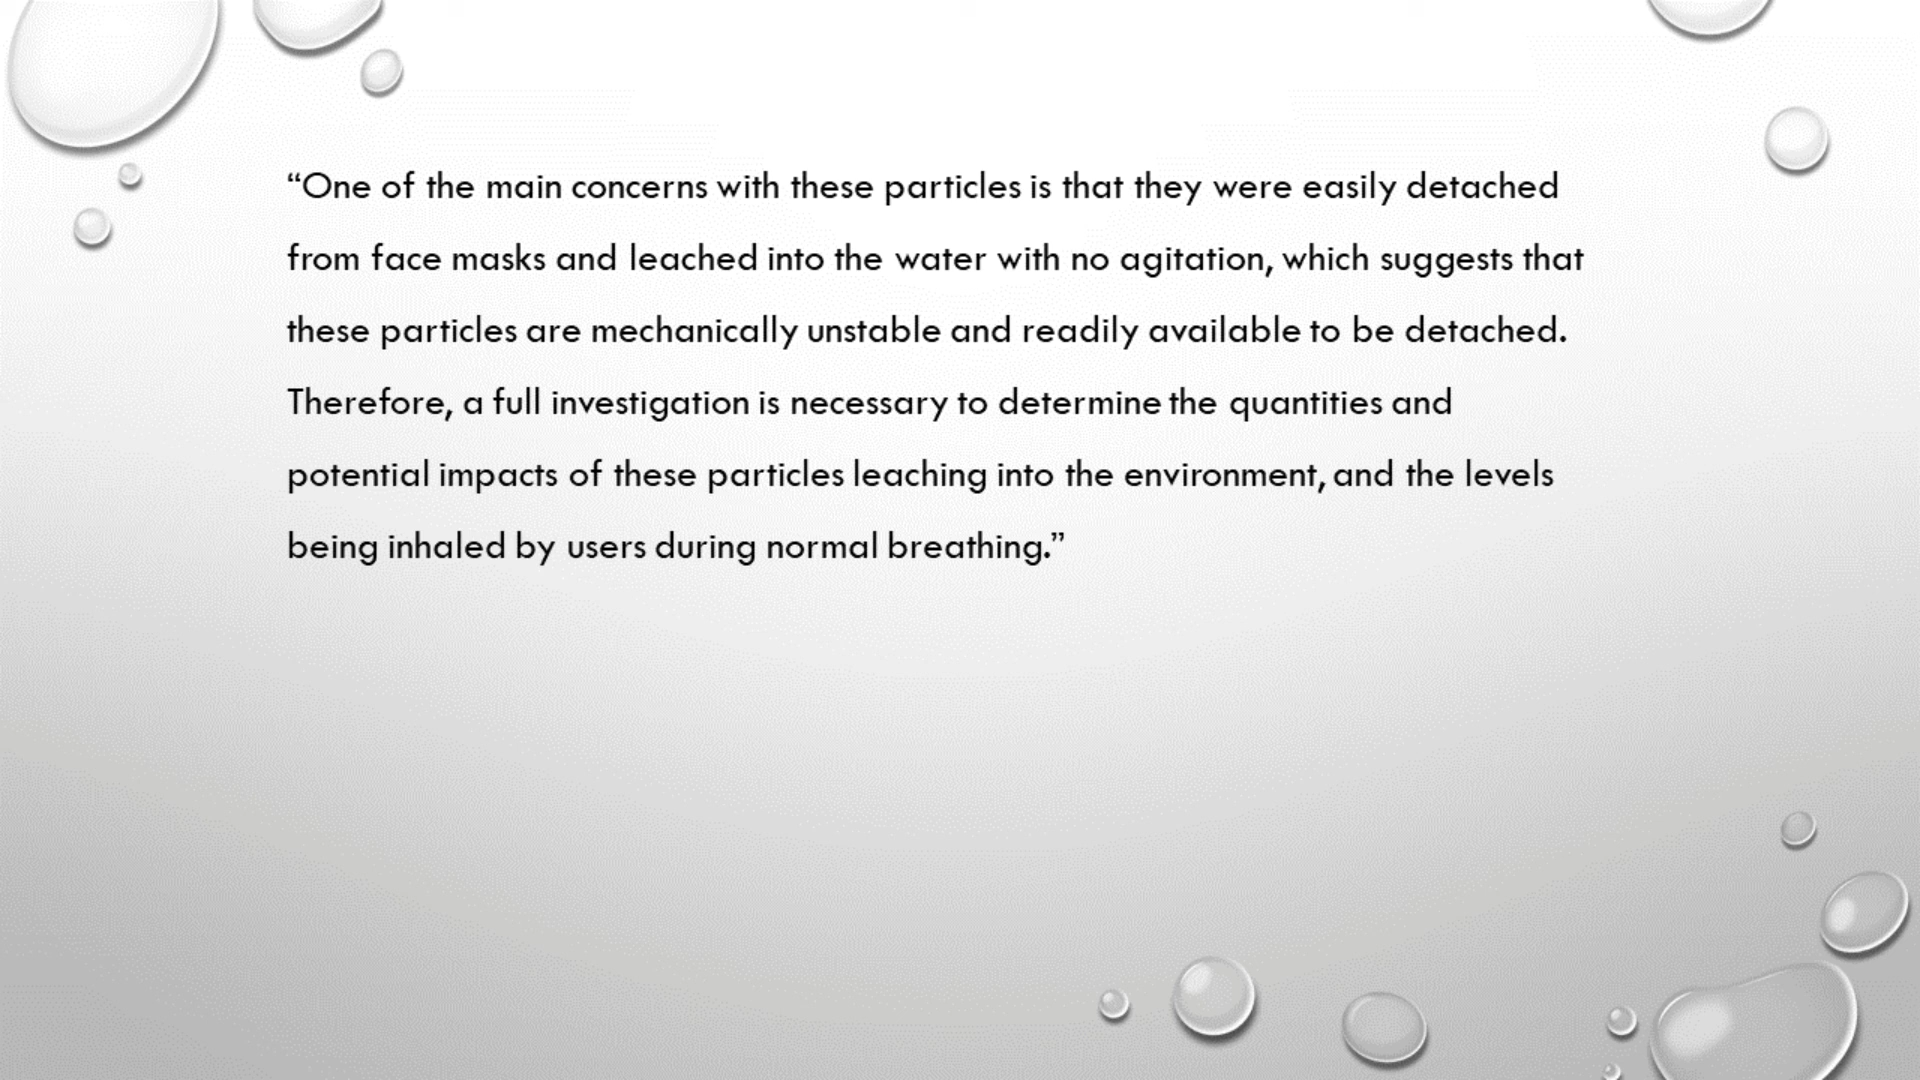 “One of the main concerns with these particles is that they were easily detached
from face masks and leached into the water with no agitation, which suggests that
these particles are mechanically unstable and readily available to be detached.
Therefore, a full investigation is necessary to determine the quantities and
potential impacts of these particles leaching into the environment, and the levels
being inhaled by users during normal breathing.”